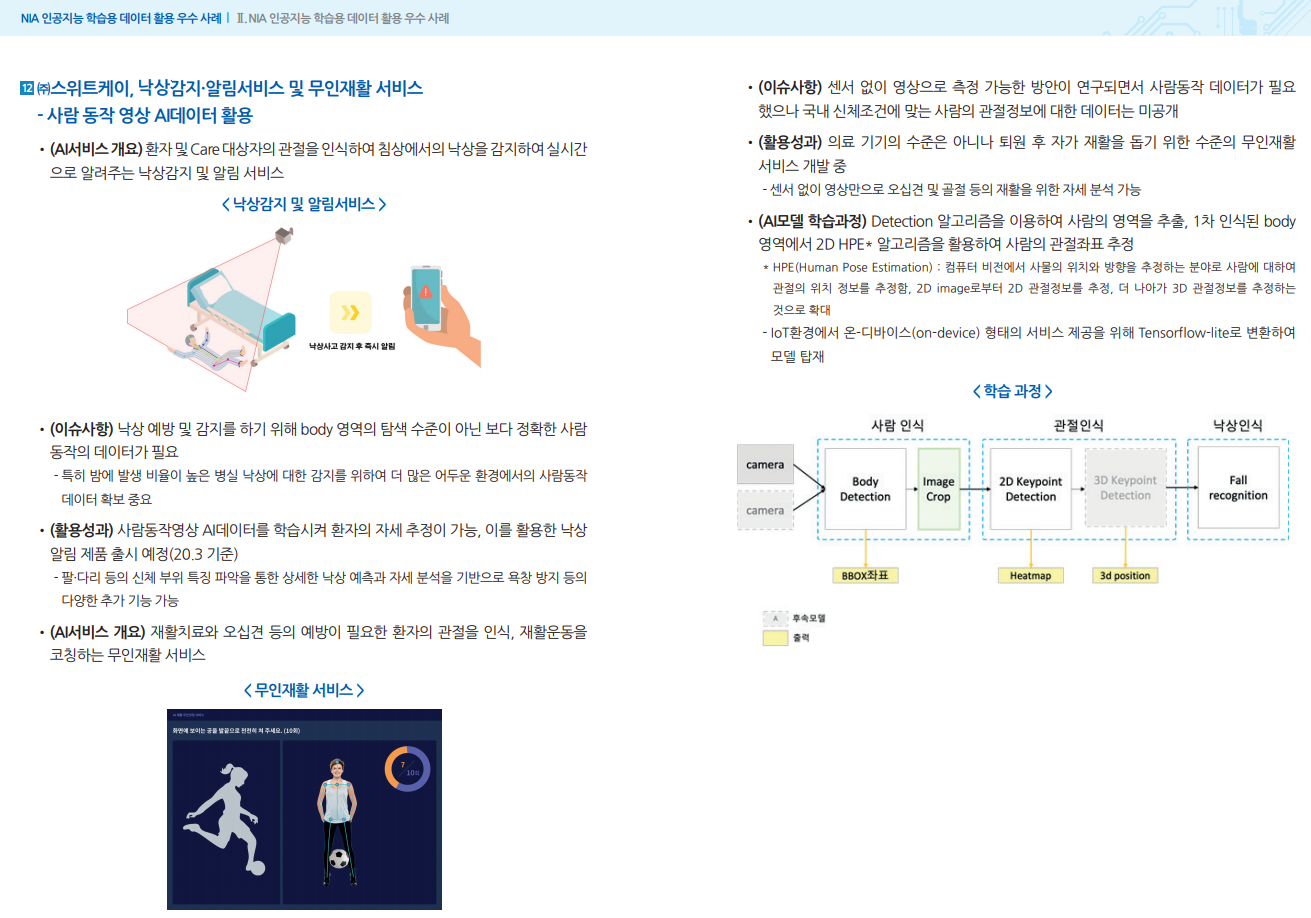 NIA 인공지능 학습용 데이터 활용 우수 사례 | Ⅱ. NIA 인공지능 학습용 데이터 활용 우수 사례
12 ㈜스위트케이, 낙상감지·알림서비스 및 무인재활 서비스
- 사람 동작 영상 AI데이터 활용
• (AI서비스 개요) 환자 및 Care 대상자의 관절을 인식하여 침상에서의 낙상을 감지하여 실시간
으로 알려주는 낙상감지 및 알림 서비스
< 낙상감지 및 알림서비스 >
낙상사고 감지 후 즉시 알림
• (이슈사항) 낙상 예방 및 감지를 하기 위해 body 영역의 탐색 수준이 아닌 보다 정확한 사람
동작의 데이터가 필요
- 특히 밤에 발생 비율이 높은 병실 낙상에 대한 감지를 위하여 더 많은 어두운 환경에서의 사람동작
데이터 확보 중요
• (활용성과) 사람동작영상 AI데이터를 학습시켜 환자의 자세 추정이 가능, 이를 활용한 낙상
알림 제품 출시 예정(20.3 기준)
- 팔·다리 등의 신체 부위 특징 파악을 통한 상세한 낙상 예측과 자세 분석을 기반으로 욕창 방지 등의
다양한 추가 기능 가능
• (AI서비스 개요) 재활치료와 오십견 등의 예방이 필요한 환자의 관절을 인식, 재활운동을
코칭하는 무인재활 서비스
< 무인재활 서비스 >
화면에 보이는 공을 발끝으로 천천히 쳐 주세요. (10회)
7
10회
• (이슈사항) 센서 없이 영상으로 측정 가능한 방안이 연구되면서 사람동작 데이터가 필요
했으나 국내 신체조건에 맞는 사람의 관절정보에 대한 데이터는 미공개
• (활용성과) 의료 기기의 수준은 아니나 퇴원 후 자가 재활을 돕기 위한 수준의 무인재활
서비스 개발 중
- 센서 없이 영상만으로 오십견 및 골절 등의 재활을 위한 자세 분석 가능
• (AI모델 학습과정) Detection 알고리즘을 이용하여 사람의 영역을 추출, 1차 인식된 body
영역에서 2D HPE* 알고리즘을 활용하여 사람의 관절좌표 추정
* HPE(Human Pose Estimation) : 컴퓨터 비전에서 사물의 위치와 방향을 추정하는 분야로 사람에 대하여
관절의 위치 정보를 추정함, 2D image로부터 2D 관절정보를 추정, 더 나아가 3D 관절정보를 추정하는
것으로 확대
- IoT환경에서 온-디바이스(on-device) 형태의 서비스 제공을 위해 Tensorflow-lite로 변환하여
모델 탑재
< 학습 과정 >
사람 인식 관절인식 낙상인식
camera
camera
Body
Detection
Image
Crop
2D Keypoint
Detection
3D Keypoint
Detection
Fall
recognition
BBOX좌표 Heatmap 3d position
A 후속모델
출력